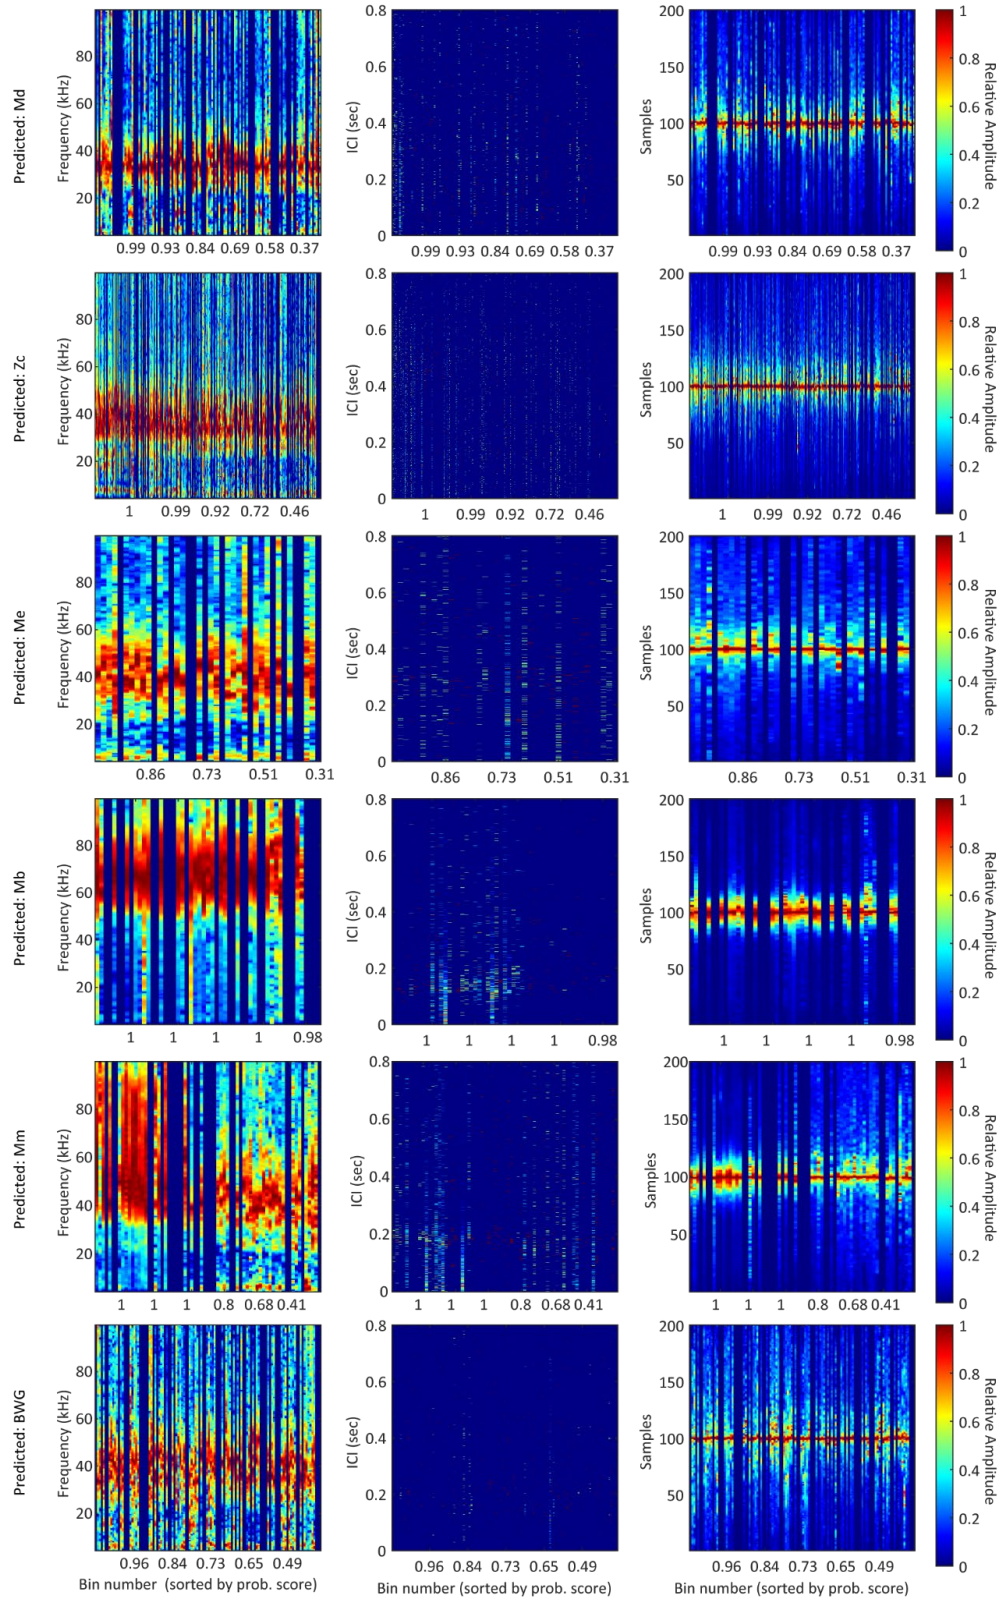 Predicted: Md
Frequency (kHz)
80
60
40
20
0.99 0.93 0.84 0.69 0.58 0.37
ICI (sec)
0.8
0.6
0.4
0.2
0
0.99 0.93 0.84 0.69 0.58 0.37
Samples
200
150
100
50
0.99 0.93 0.84 0.69 0.58 0.37
1
0.8
0.6
0.4
0.2
0
Relative Amplitude
Predicted: Zc
Frequency (kHz)
80
60
40
20
1 0.99 0.92 0.72 0.46
ICI (sec)
0.8
0.6
0.4
0.2
0
1 0.99 0.92 0.72 0.46
Samples
200
150
100
50
1 0.99 0.92 0.72 0.46
1
0.8
0.6
0.4
0.2
0
Relative Amplitude
Predicted: Me
Frequency (kHz)
80
60
40
20
0.86 0.73 0.51 0.31
ICI (sec)
0.8
0.6
0.4
0.2
0
0.86 0.73 0.51 0.31
Samples
200
150
100
50
0.86 0.73 0.51 0.31
1
0.8
0.6
0.4
0.2
0
Relative Amplitude
Predicted: Mb
Frequency (kHz)
80
60
40
20
1 1 1 1 0.98
ICI (sec)
0.8
0.6
0.4
0.2
0
1 1 1 1 0.98
Samples
200
150
100
50
1 1 1 1 0.98
1
0.8
0.6
0.4
0.2
0
Relative Amplitude
Predicted: Mm
Frequency (kHz)
80
60
40
20
1 1 1 0.8 0.68 0.41
ICI (sec)
0.8
0.6
0.4
0.2
0
1 1 1 0.8 0.68 0.41
Samples
200
150
100
50
1 1 1 0.8 0.68 0.41
1
0.8
0.6
0.4
0.2
0
Relative Amplitude
Predicted: BWG
Frequency (kHz)
80
60
40
20
0.96 0.84 0.73 0.65 0.49
Bin number (sorted by prob. score)
ICI (sec)
0.8
0.6
0.4
0.2
0
0.96 0.84 0.73 0.65 0.49
Bin number (sorted by prob. score)
Samples
200
150
100
50
0.96 0.84 0.73 0.65 0.49
Bin number (sorted by prob. score)
1
0.8
0.6
0.4
0.2
0
Relative Amplitude